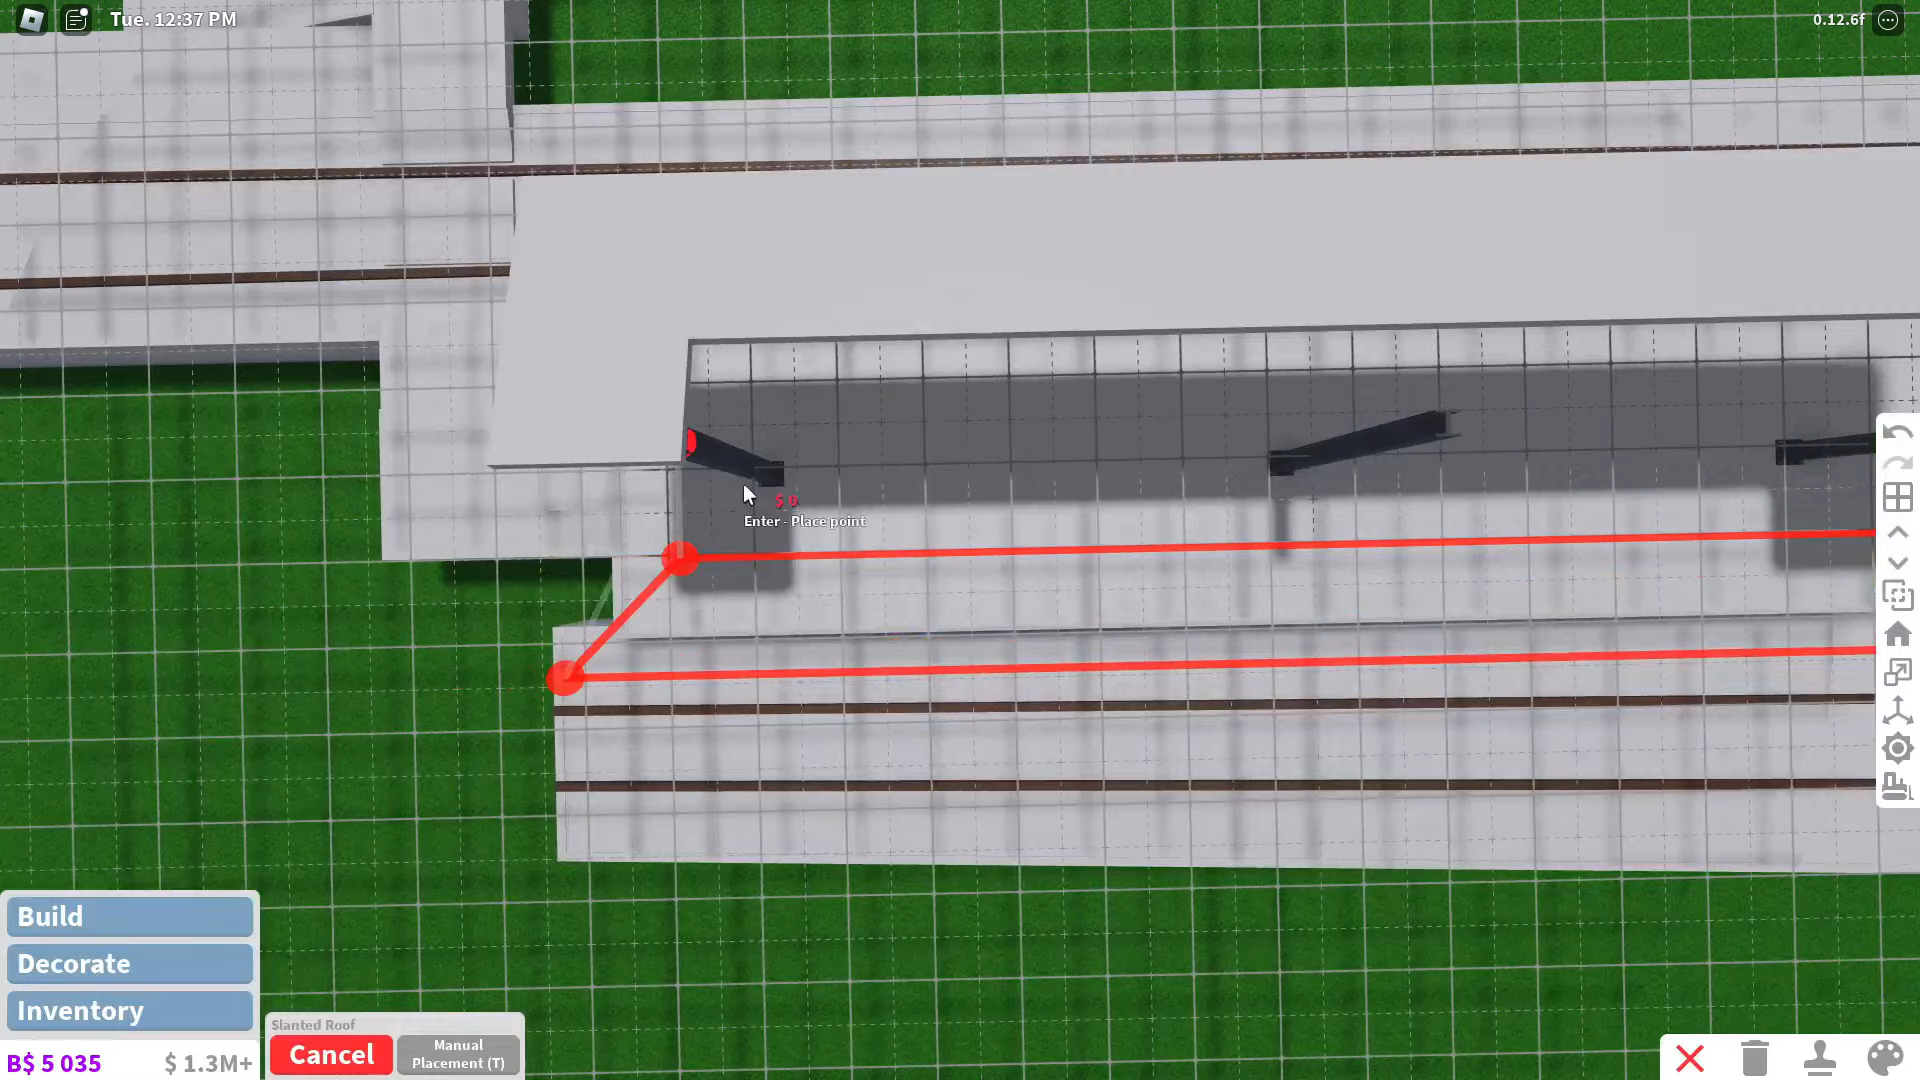 Tue. 12:37 PM
0.12.6f
$ 0
Enter - Place point
Build
Decorate
Inventory
B$ 5 035
$ 1.3M+
Slanted Roof
Cancel
Manual
Placement (T)